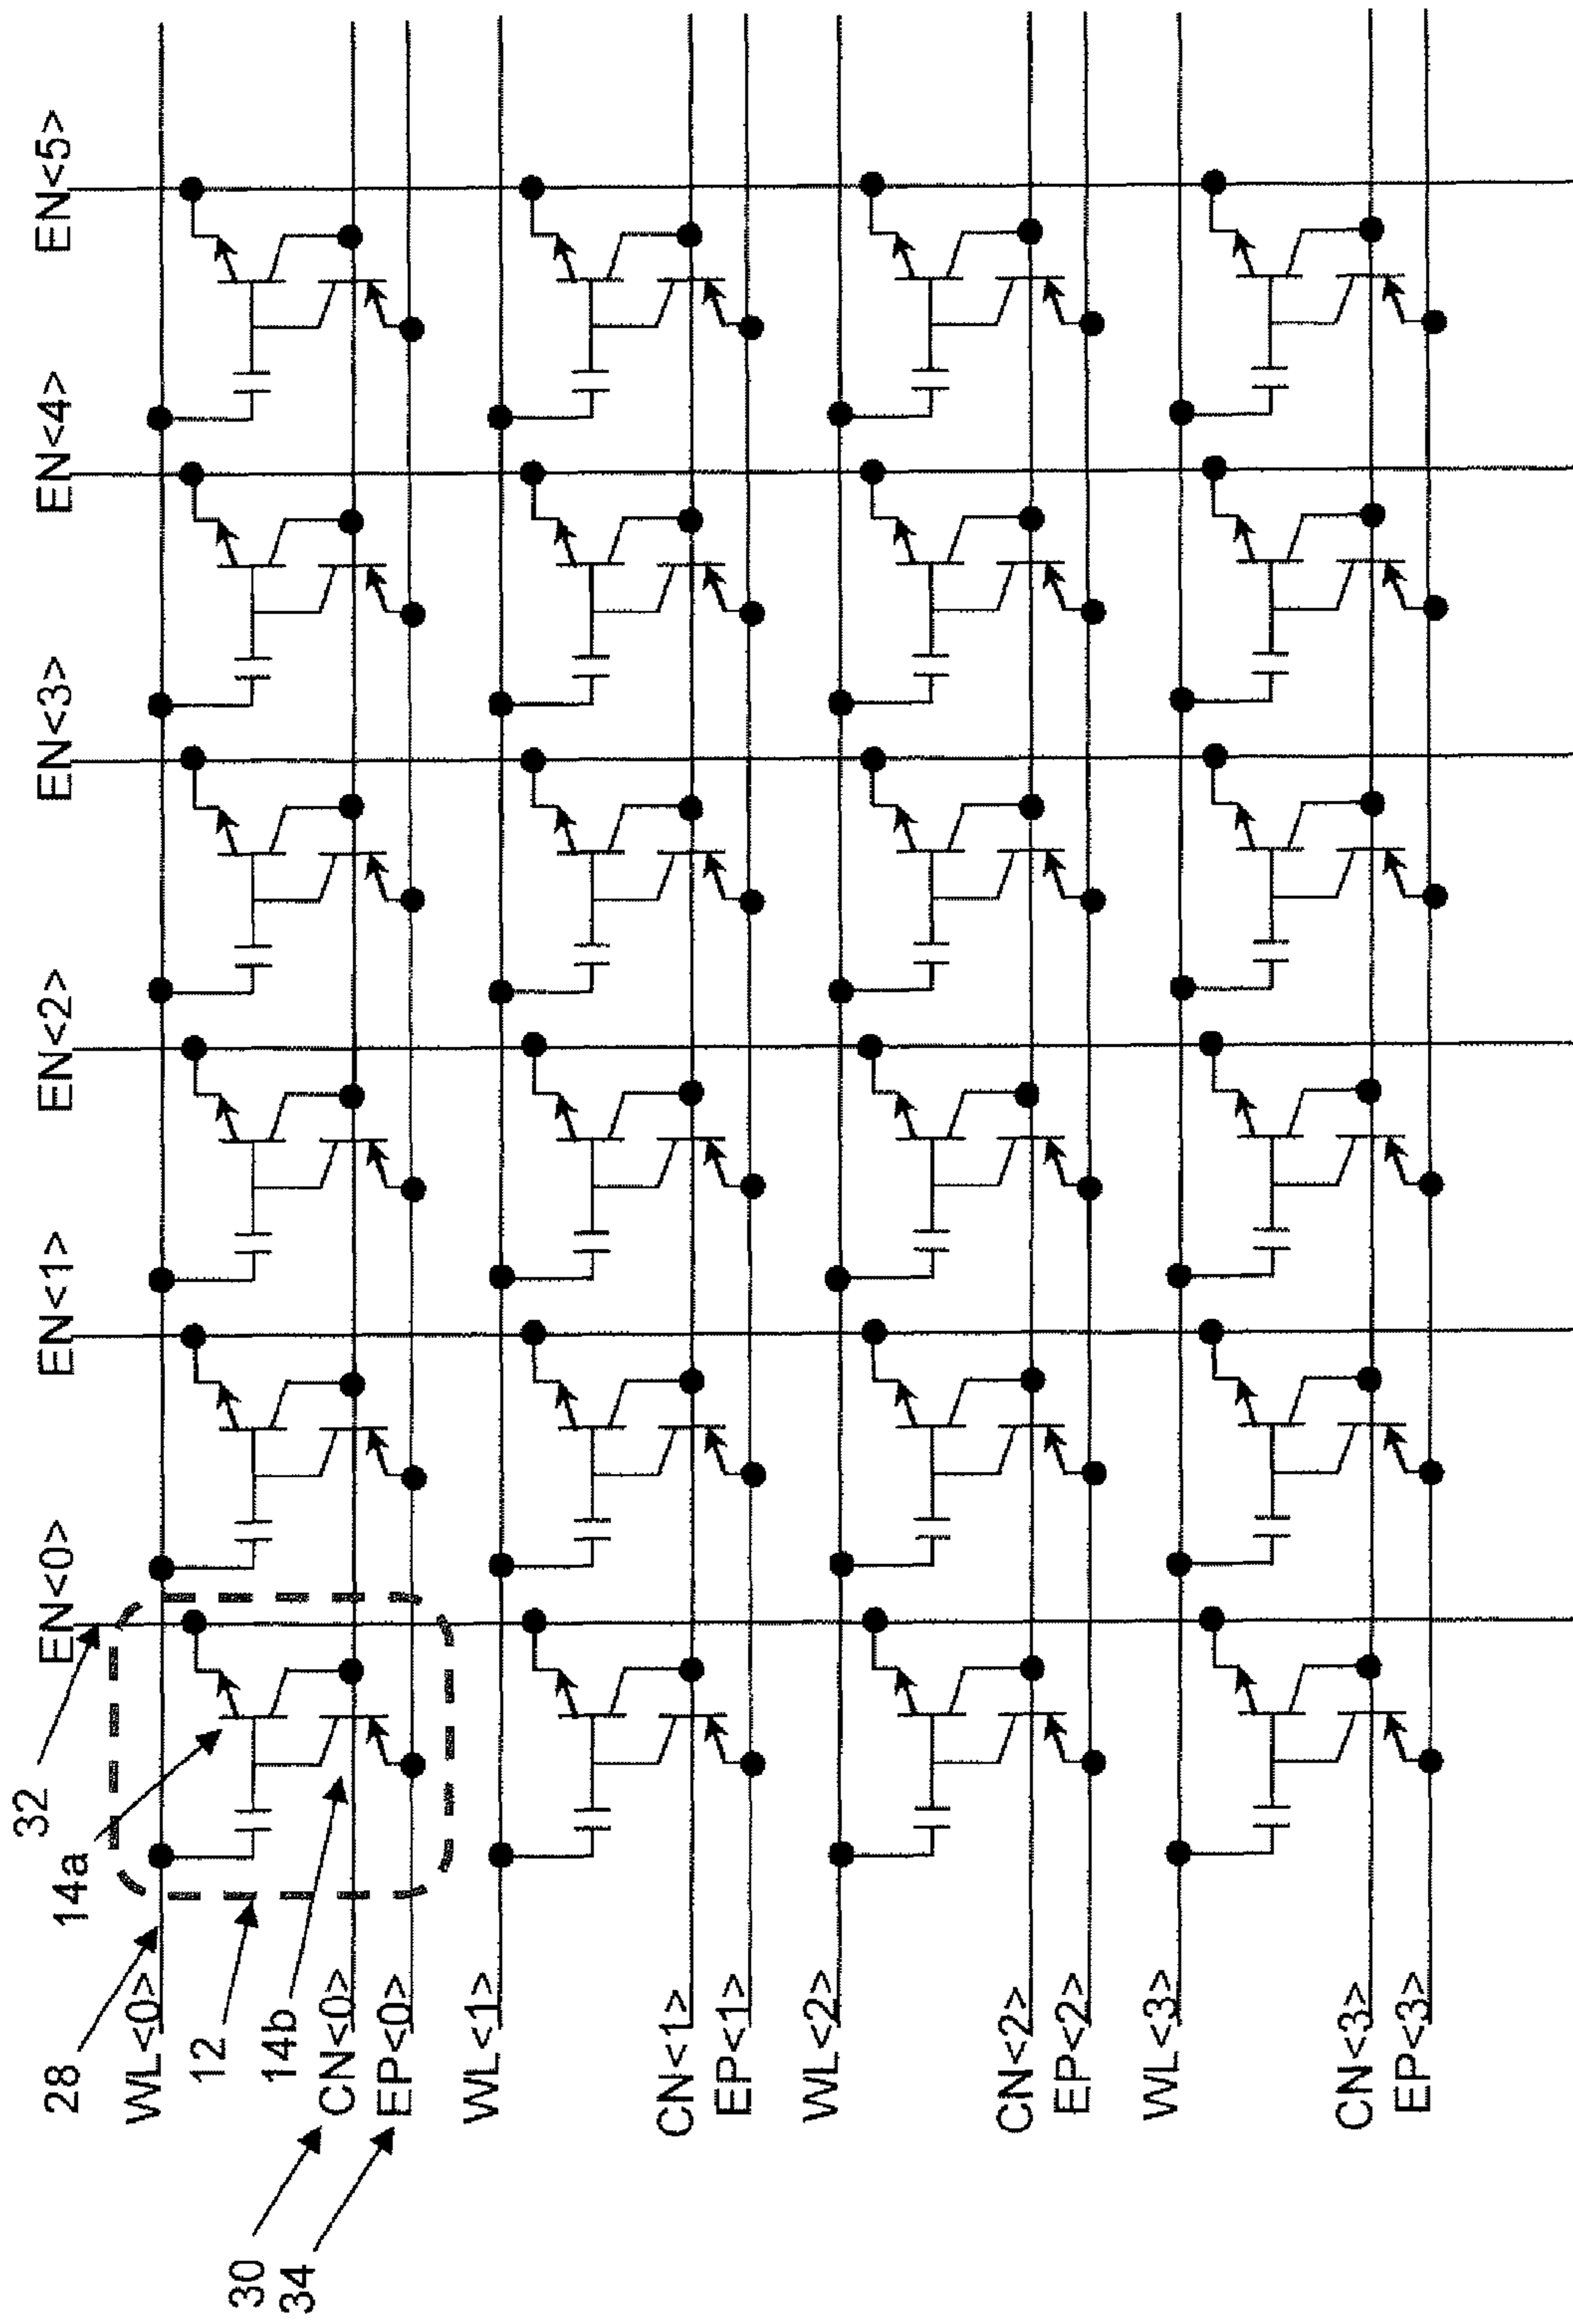 EN<0>
EN<1>
EN<2>
EN<3>
EN<4>
EN<5>
32
14a
28
WL<0>
12
14b
30
CN<0>
34
EP<0>
WL<1>
CN<1>
EP<1>
WL<2>
CN<2>
EP<2>
WL<3>
CN<3>
EP<3>